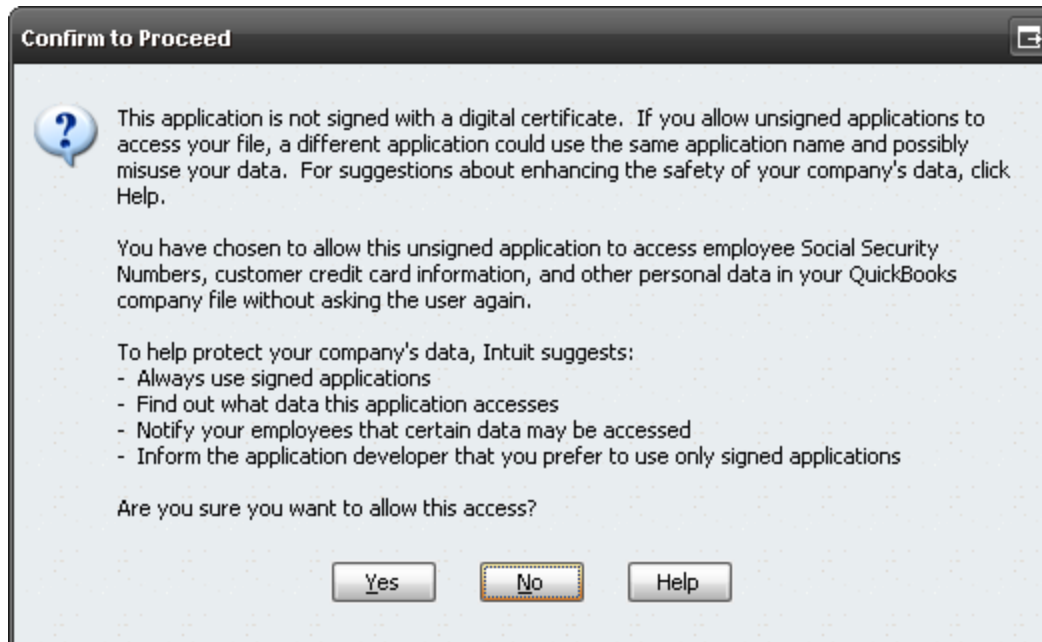 Confirm to Proceed
This application is not signed with a digital certificate.  If you allow unsigned applications to
access your file, a different application could use the same application name and possibly
misuse your data.  For suggestions about enhancing the safety of your company's data, click
Help.
You have chosen to allow this unsigned application to access employee Social Security
Numbers, customer credit card information, and other personal data in your QuickBooks
company file without asking the user again.
To help protect your company's data, Intuit suggests:
-  Always use signed applications
-  Find out what data this application accesses
-  Notify your employees that certain data may be accessed
-  Inform the application developer that you prefer to use only signed applications
Are you sure you want to allow this access?
Yes No Help